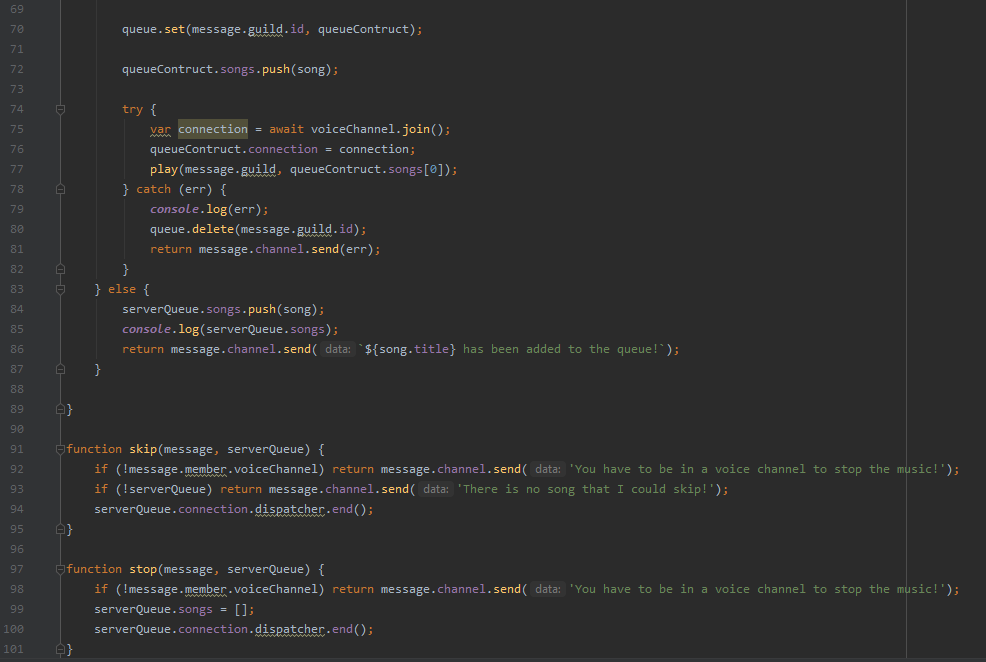 69
70 queue.set(message.guild.id, queueContruct);
71
72 queueContruct.songs.push(song);
73
74 try {
75 var connection = await voiceChannel.join();
76 queueContruct.connection = connection;
77 play(message.guild, queueContruct.songs[0]);
78 } catch (err) {
79 console.log(err);
80 queue.delete(message.guild.id);
81 return message.channel.send(err);
82 }
83 } else {
84 serverQueue.songs.push(song);
85 console.log(serverQueue.songs);
86 return message.channel.send( data: `${song.title} has been added to the queue!`);
87 }
88
89 }
90
91 function skip(message, serverQueue) {
92 if (!message.member.voiceChannel) return message.channel.send( data: 'You have to be in a voice channel to stop the music!');
93 if (!serverQueue) return message.channel.send( data: 'There is no song that I could skip!');
94 serverQueue.connection.dispatcher.end();
95 }
96
97 function stop(message, serverQueue) {
98 if (!message.member.voiceChannel) return message.channel.send( data: 'You have to be in a voice channel to stop the music!');
99 serverQueue.songs = [];
100 serverQueue.connection.dispatcher.end();
101 }